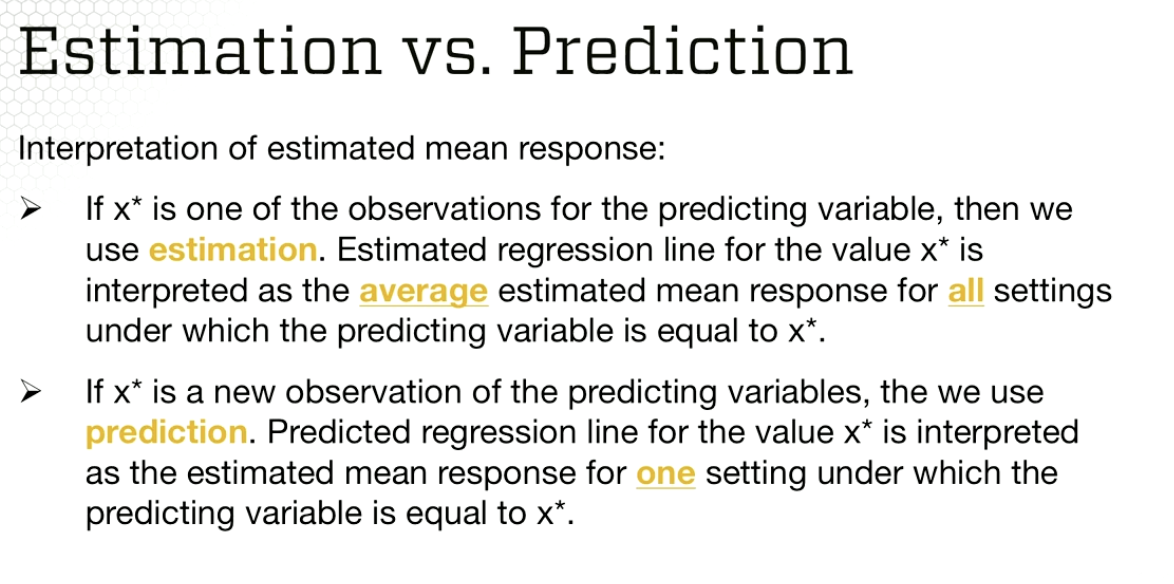 Estimation vs. Prediction
Interpretation of estimated mean response:
➢ If x* is one of the observations for the predicting variable, then we
use estimation. Estimated regression line for the value x* is
interpreted as the average estimated mean response for all settings
under which the predicting variable is equal to x*.
➢ If x* is a new observation of the predicting variables, the we use
prediction. Predicted regression line for the value x* is interpreted
as the estimated mean response for one setting under which the
predicting variable is equal to x*.